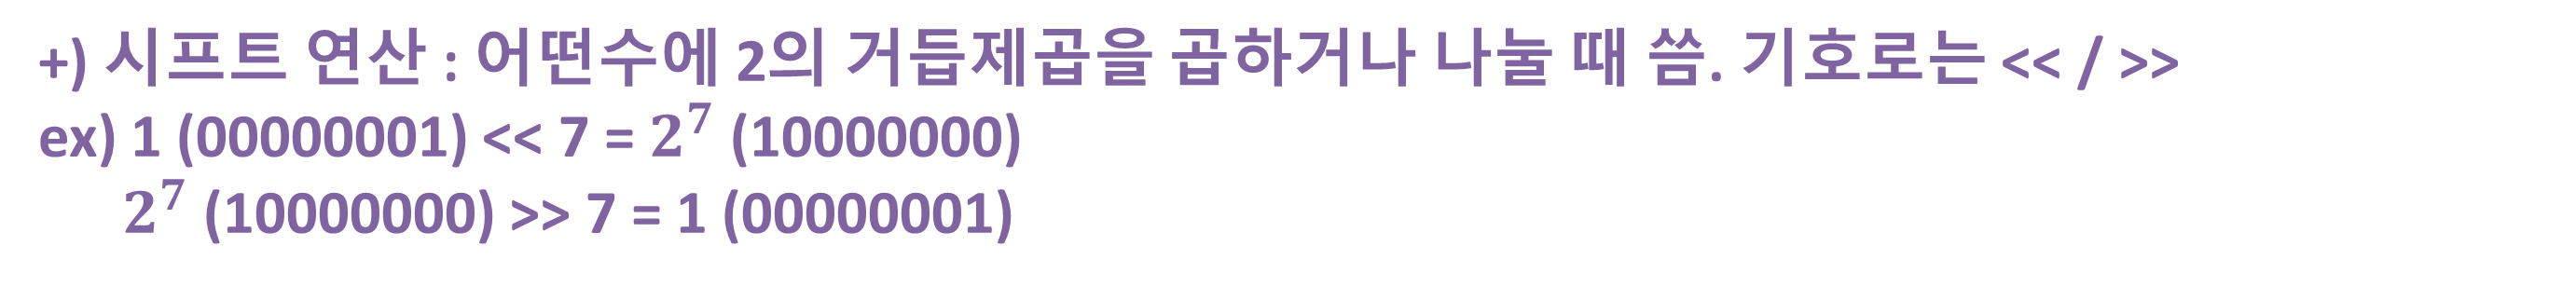 +) 시프트 연산 : 어떤수에 2의 거듭제곱을 곱하거나 나눌 때 씀. 기호로는 << / >>
ex) 1 (00000001) << 7 = 2⁷ (10000000)
2⁷ (10000000) >> 7 = 1 (00000001)